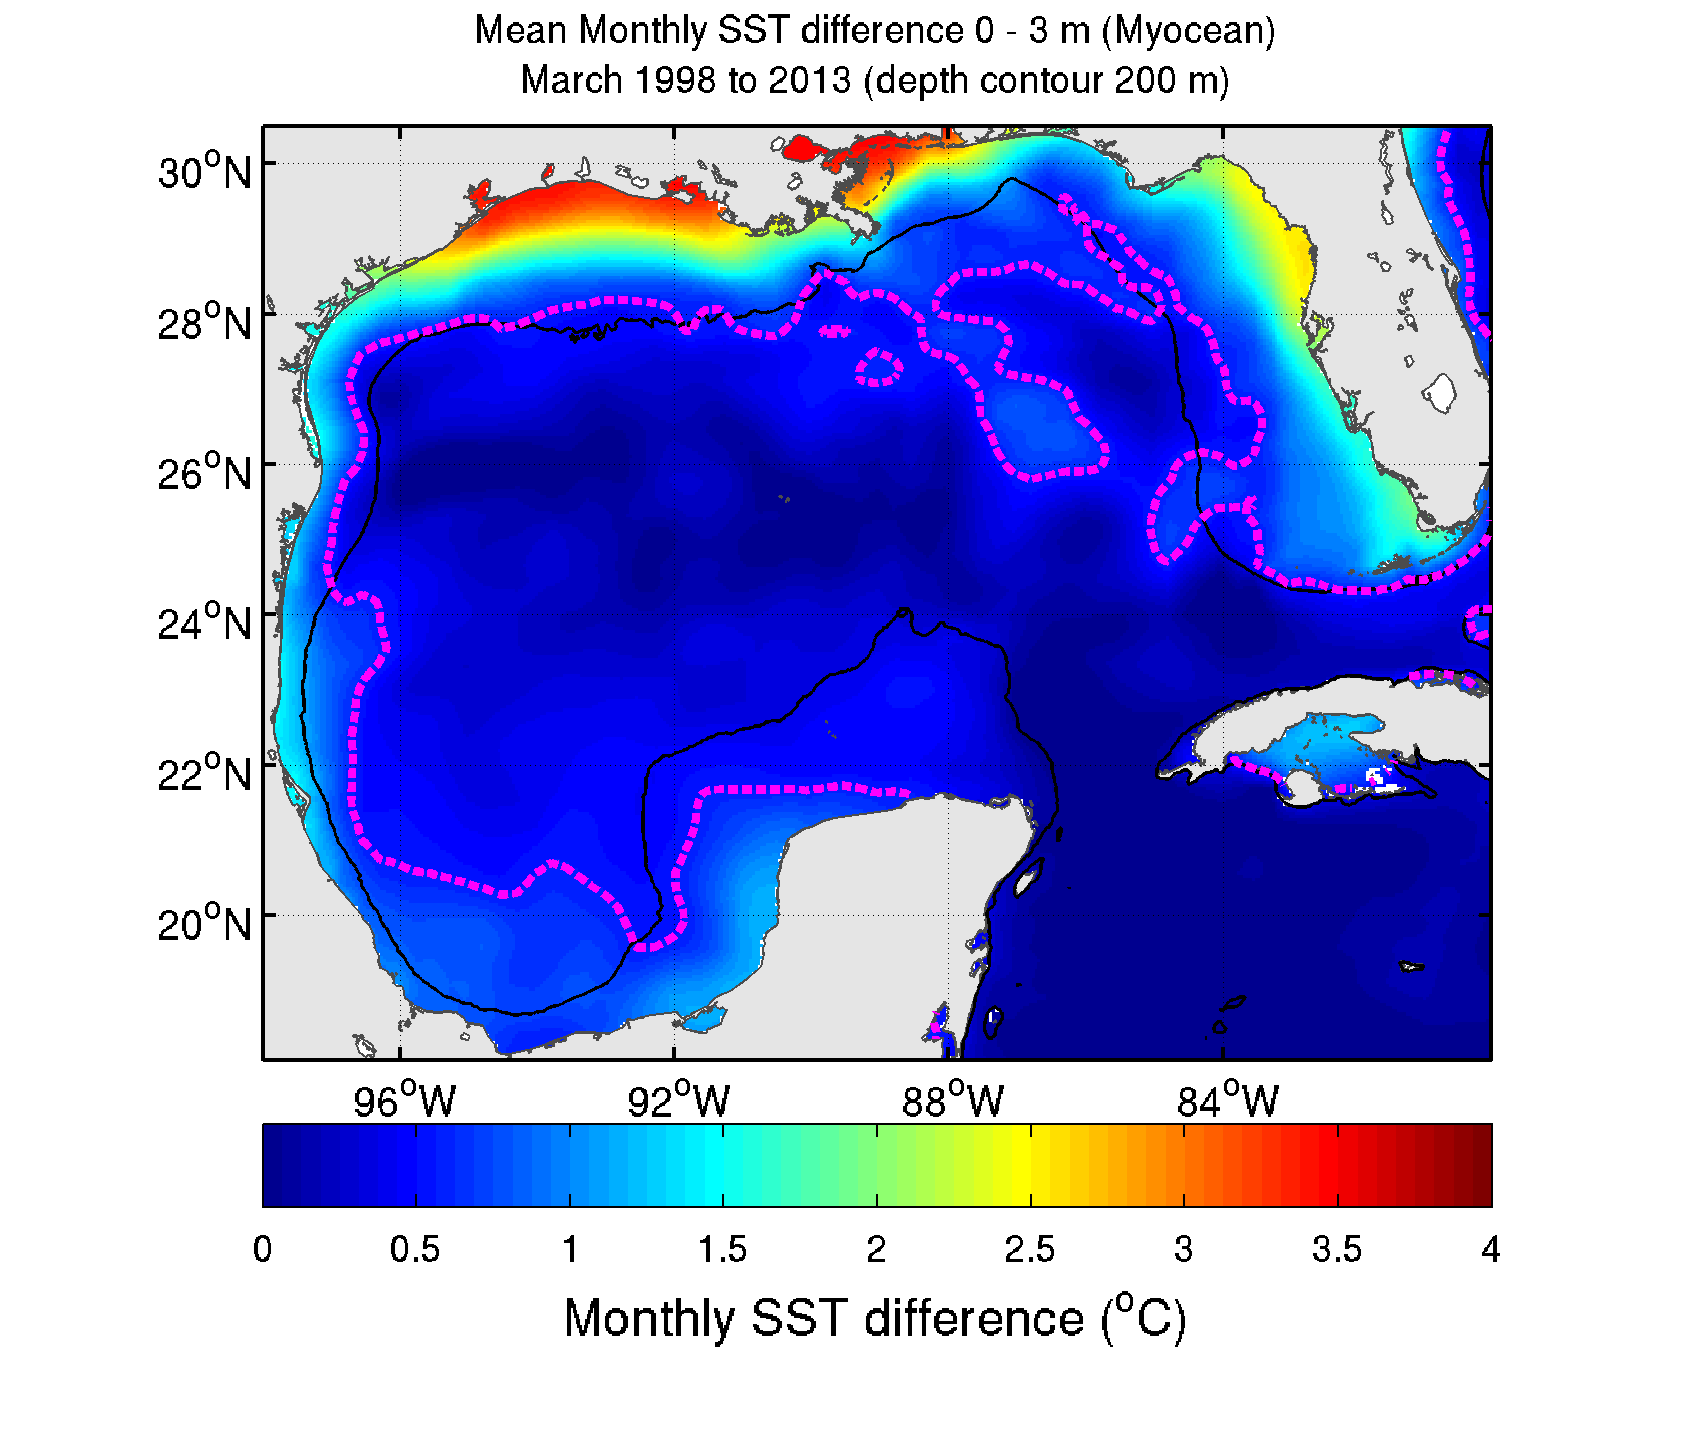 Mean Monthly SST difference 0 - 3 m (Myocean)
March 1998 to 2013 (depth contour 200 m)
30°N
28°N
26°N
24°N
22°N
20°N
96°W 92°W 88°W 84°W
0 0.5 1 1.5 2 2.5 3 3.5 4
Monthly SST difference (°C)